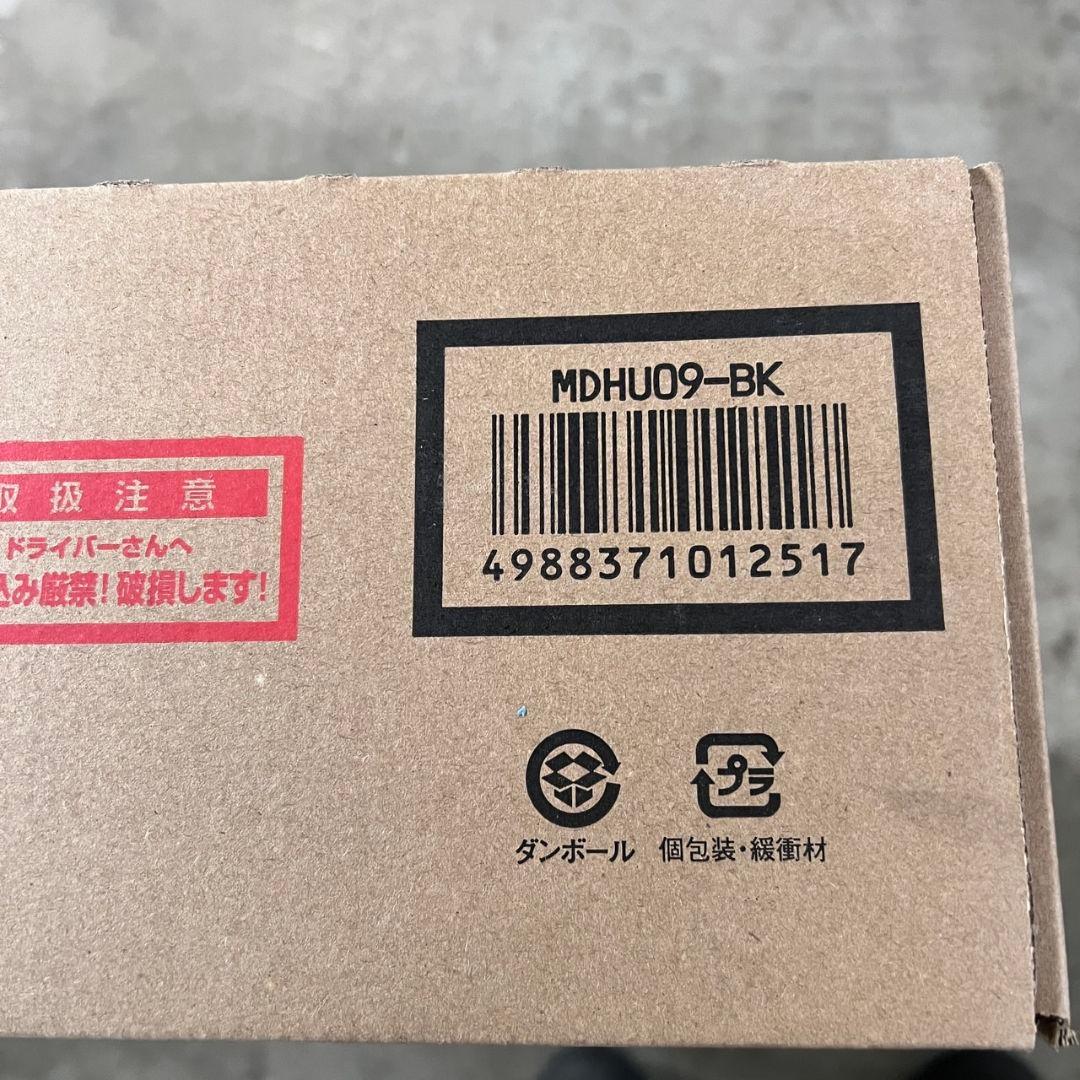 取扱注意
ドライバーさんへ
込み厳禁!破損します!
MDHU09-BK
4988371012517
プラ
ダンボール
個包装・緩衝材